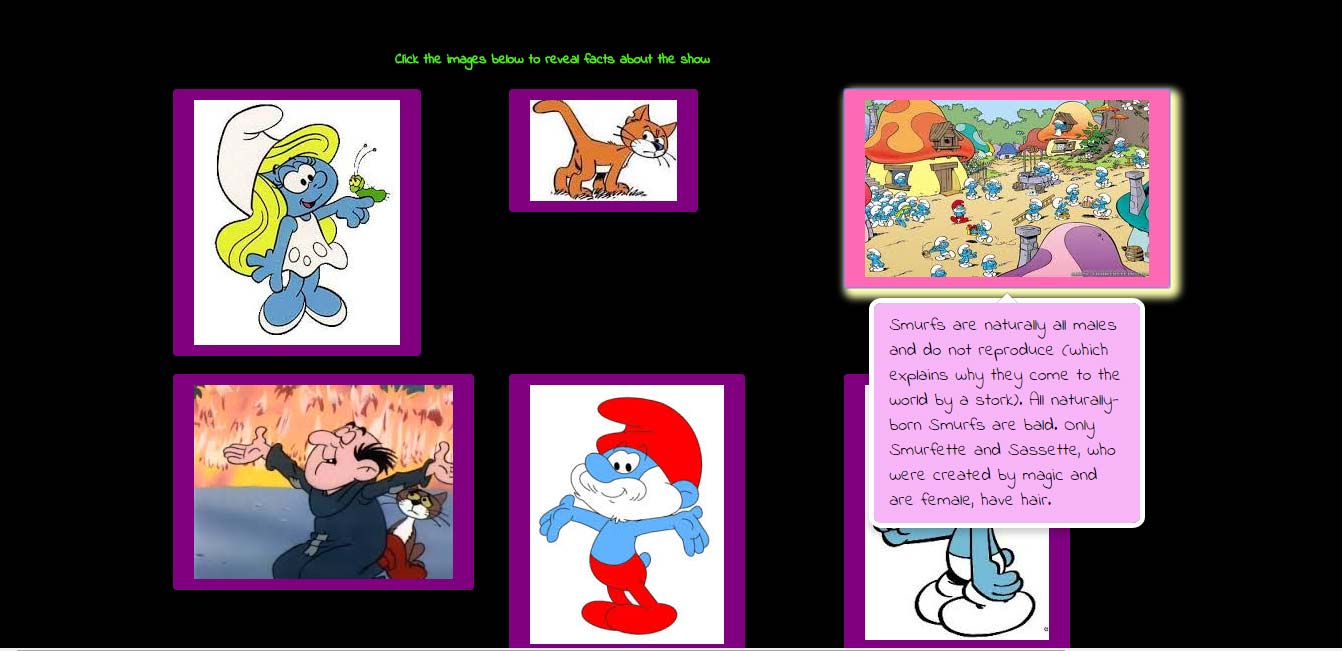 Click the images below to reveal facts about the show
Smurfs are naturally all males
and do not reproduce (which
explains why they come to the
world by a stork). All naturally-
born Smurfs are bald. Only
Smurfette and Sassette, who
were created by magic and
are female, have hair.